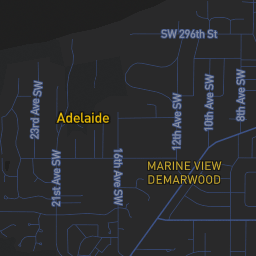 SW 296th St
23rd Ave SW
Adelaide
12th Ave SW
10th Ave SW
8th Ave SW
21st Ave SW
16th Ave SW
MARINE VIEW
DEMARWOOD